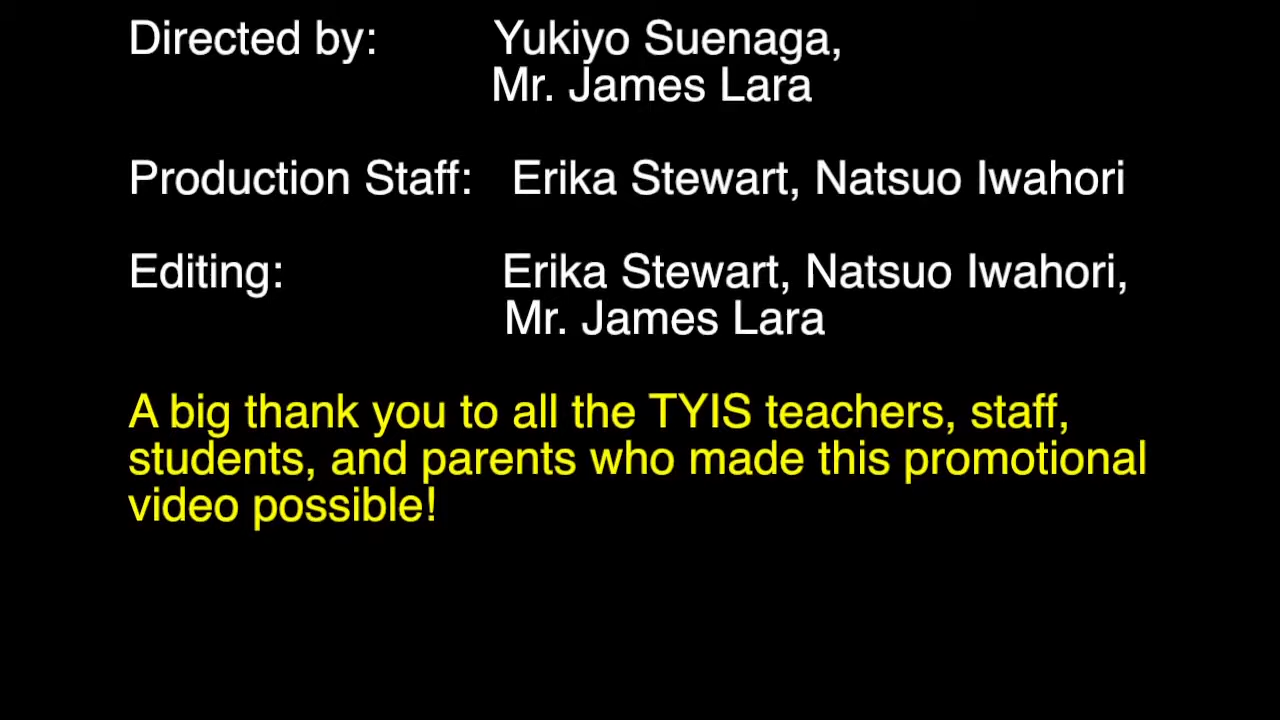 Directed by: Yukiyo Suenaga,
Mr. James Lara
Production Staff: Erika Stewart, Natsuo Iwahori
Editing: Erika Stewart, Natsuo Iwahori,
Mr. James Lara
A big thank you to all the TYIS teachers, staff,
students, and parents who made this promotional
video possible!